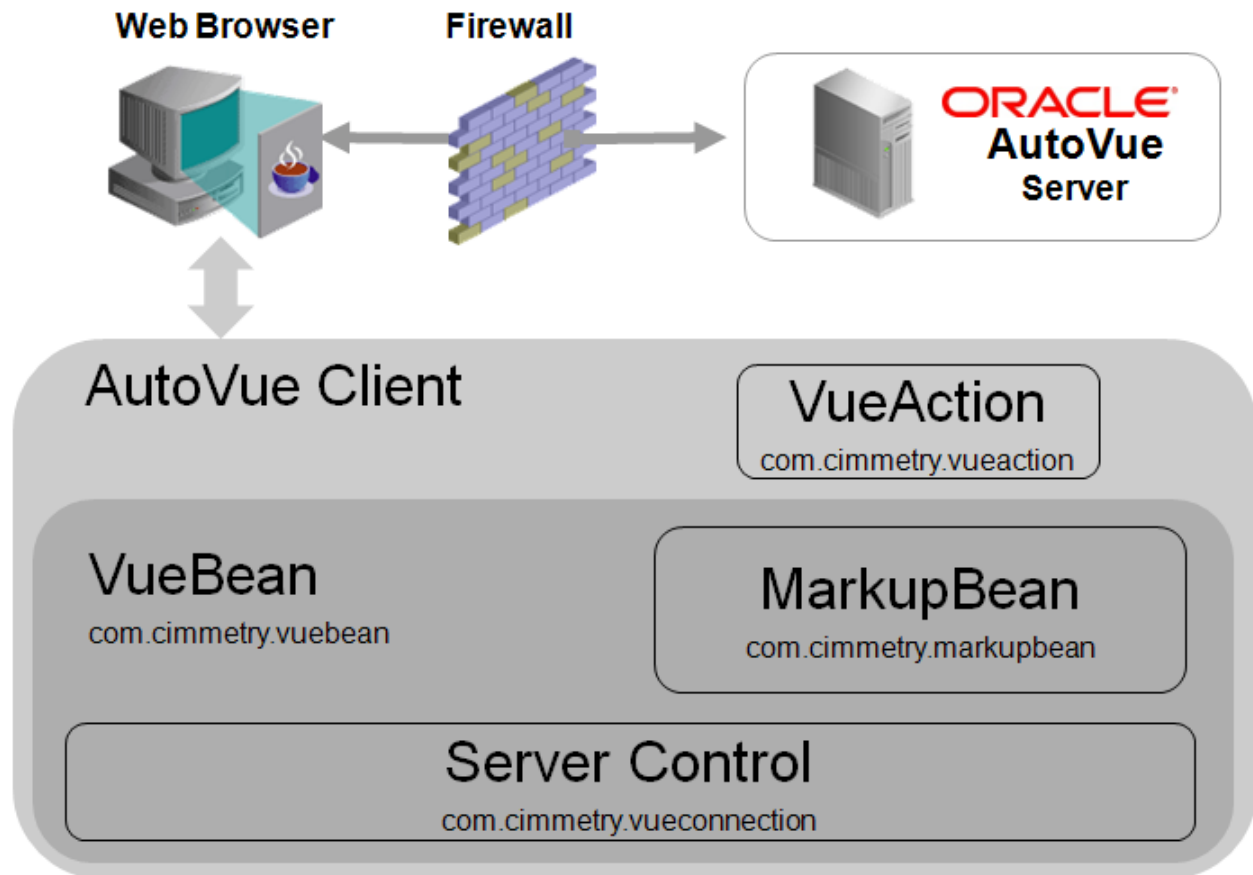 Web Browser
Firewall
ORACLE
AutoVue
Server
AutoVue Client
VueAction
com.cimmetry.vueaction
VueBean
com.cimmetry.vuebean
MarkupBean
com.cimmetry.markupbean
Server Control
com.cimmetry.vueconnection